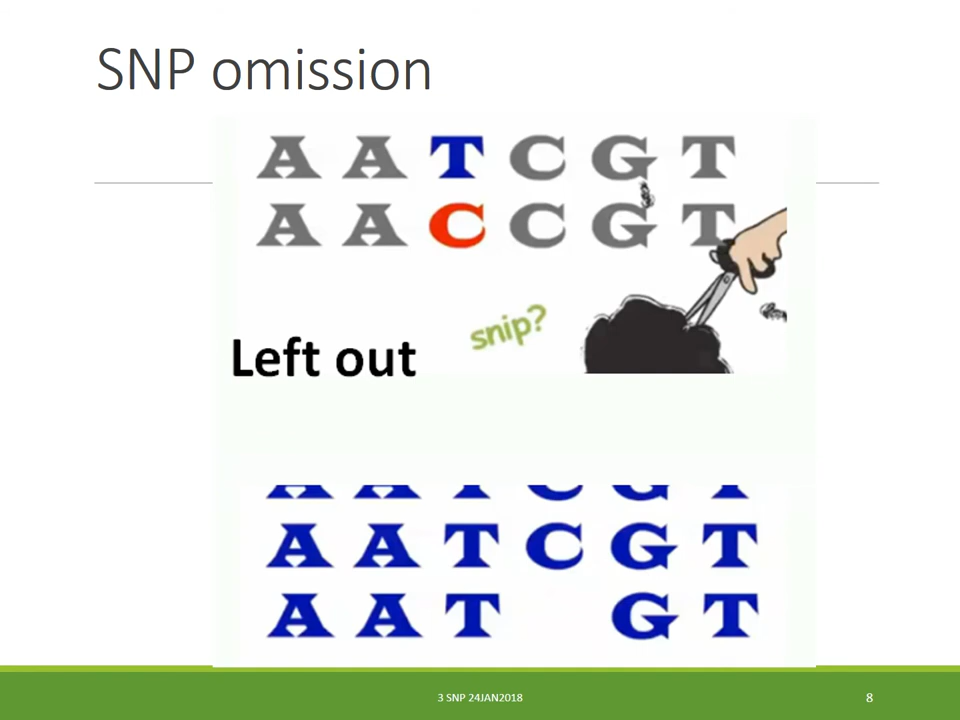 SNP omission
A A T C G T
A A C C G T
snip?
Left out
A A T C G T
A A T C G T
A A T G T
3 SNP 24JAN2018
8